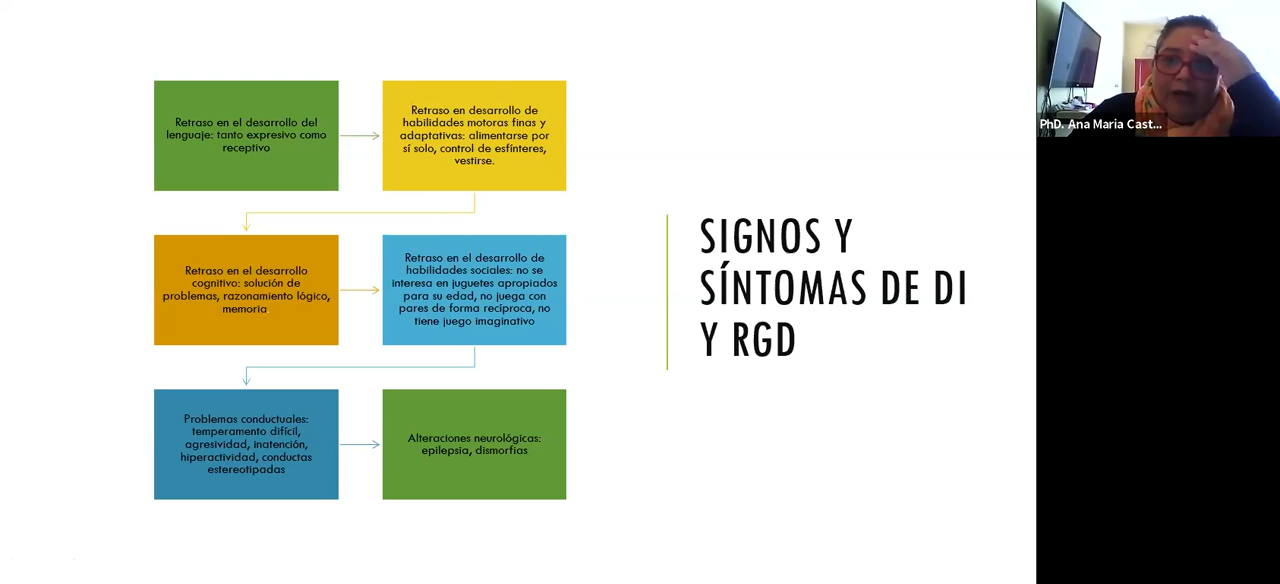 Retraso en el desarrollo del
lenguaje: tanto expresivo como
receptivo
Retraso en desarrollo de
habilidades motoras finas y
adaptativas: alimentarse por
sí solo, control de esfínteres,
vestirse.
Retraso en el desarrollo
cognitivo: solución de
problemas, razonamiento lógico,
memoria.
Retraso en el desarrollo de
habilidades sociales: no se
interesa en juguetes apropiados
para su edad, no juega con
pares de forma recíproca, no
tiene juego imaginativo
Problemas conductuales:
temperamento difícil,
agresividad, inatención,
hiperactividad, conductas
estereotipadas
Alteraciones neurológicas:
epilepsia, dismorfias
SIGNOS Y
SÍNTOMAS DE DI
Y RGD
PhD. Ana Maria Cast...